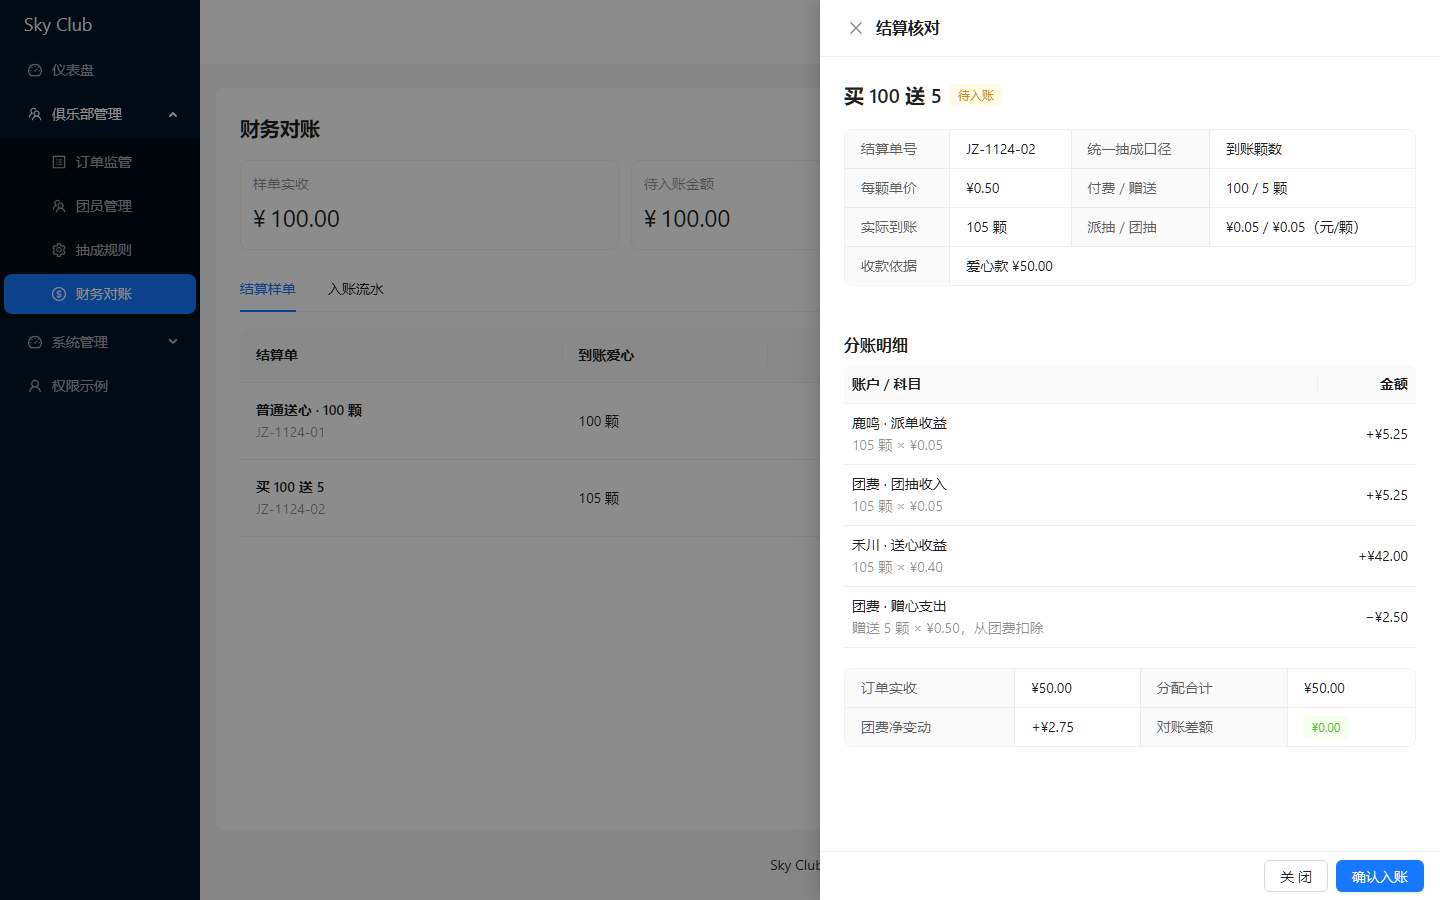 Sky Club
仪表盘
俱乐部管理
订单监管
团员管理
抽成规则
财务对账
系统管理
权限示例
财务对账
样单实收
¥ 100.00
待入账金额
¥ 100.00
结算样单
入账流水
结算单
到账爱心
普通送心 · 100 颗
JZ-1124-01
100 颗
买 100 送 5
JZ-1124-02
105 颗
Sky Club
结算核对
买 100 送 5 待入账
结算单号 JZ-1124-02 统一抽成口径 到账颗数
每颗单价 ¥0.50 付费 / 赠送 100 / 5 颗
实际到账 105 颗 派抽 / 团抽 ¥0.05 / ¥0.05（元/颗）
收款依据 爱心款 ¥50.00
分账明细
账户 / 科目 金额
鹿鸣 · 派单收益
105 颗 × ¥0.05
+¥5.25
团费 · 团抽收入
105 颗 × ¥0.05
+¥5.25
禾川 · 送心收益
105 颗 × ¥0.40
+¥42.00
团费 · 赠心支出
赠送 5 颗 × ¥0.50，从团费扣除
−¥2.50
订单实收 ¥50.00 分配合计 ¥50.00
团费净变动 +¥2.75 对账差额 ¥0.00
关 闭
确认入账